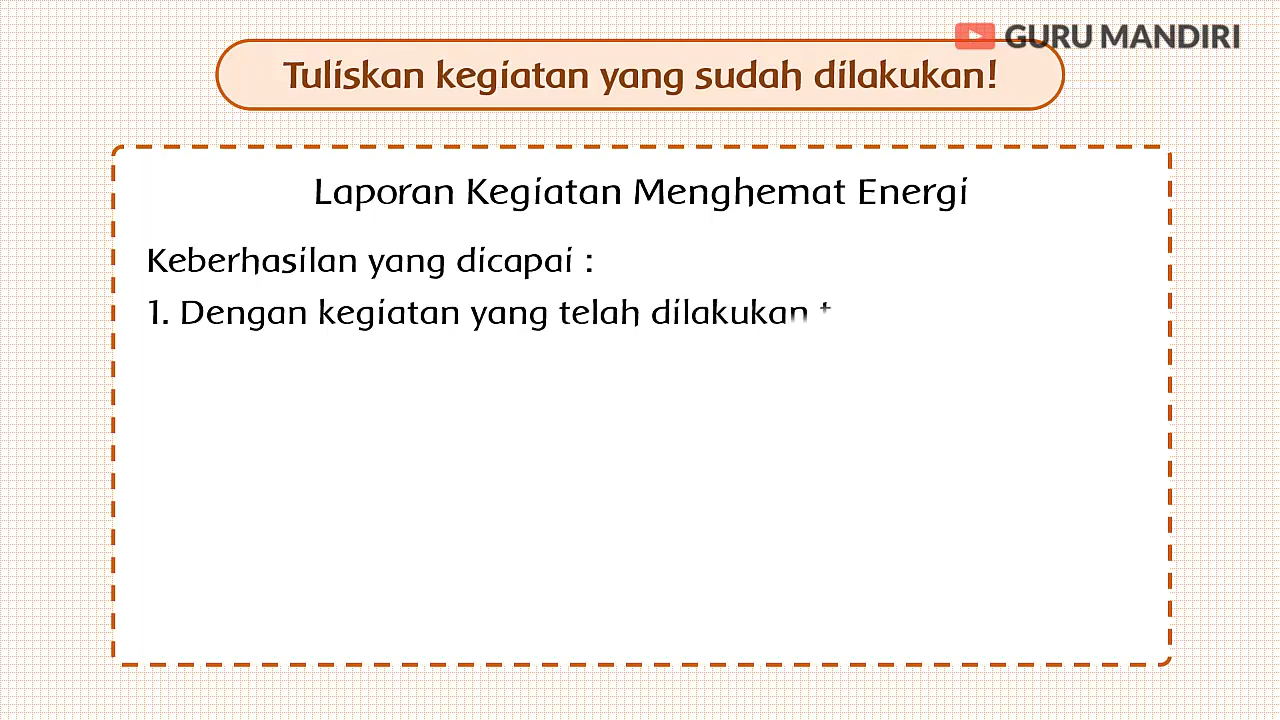 GURU MANDIRI
Tuliskan kegiatan yang sudah dilakukan!
Laporan Kegiatan Menghemat Energi
Keberhasilan yang dicapai :
1. Dengan kegiatan yang telah dilakukan